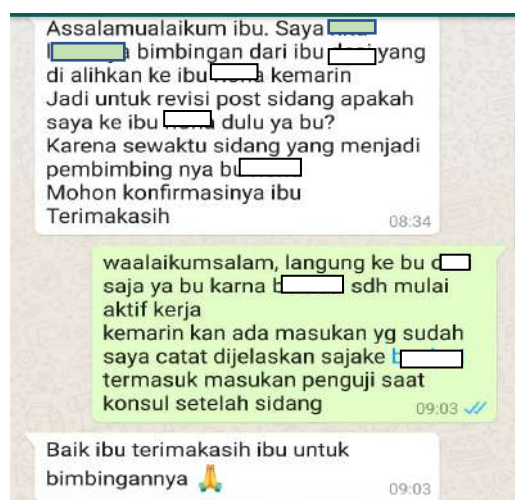 Assalamualaikum ibu. Saya
bimbingan dari ibu yang
di alihkan ke ibu kemarin
Jadi untuk revisi post sidang apakah
saya ke ibu dulu ya bu?
Karena sewaktu sidang yang menjadi
pembimbing nya bu
Mohon konfirmasinya ibu
Terimakasih
08:34
waalaikumsalam, langung ke bu
saja ya bu karna sdh mulai
aktif kerja
kemarin kan ada masukan yg sudah
saya catat dijelaskan sajake
termasuk masukan penguji saat
konsul setelah sidang
09:03
Baik ibu terimakasih ibu untuk
bimbingannya 🙏
09:03